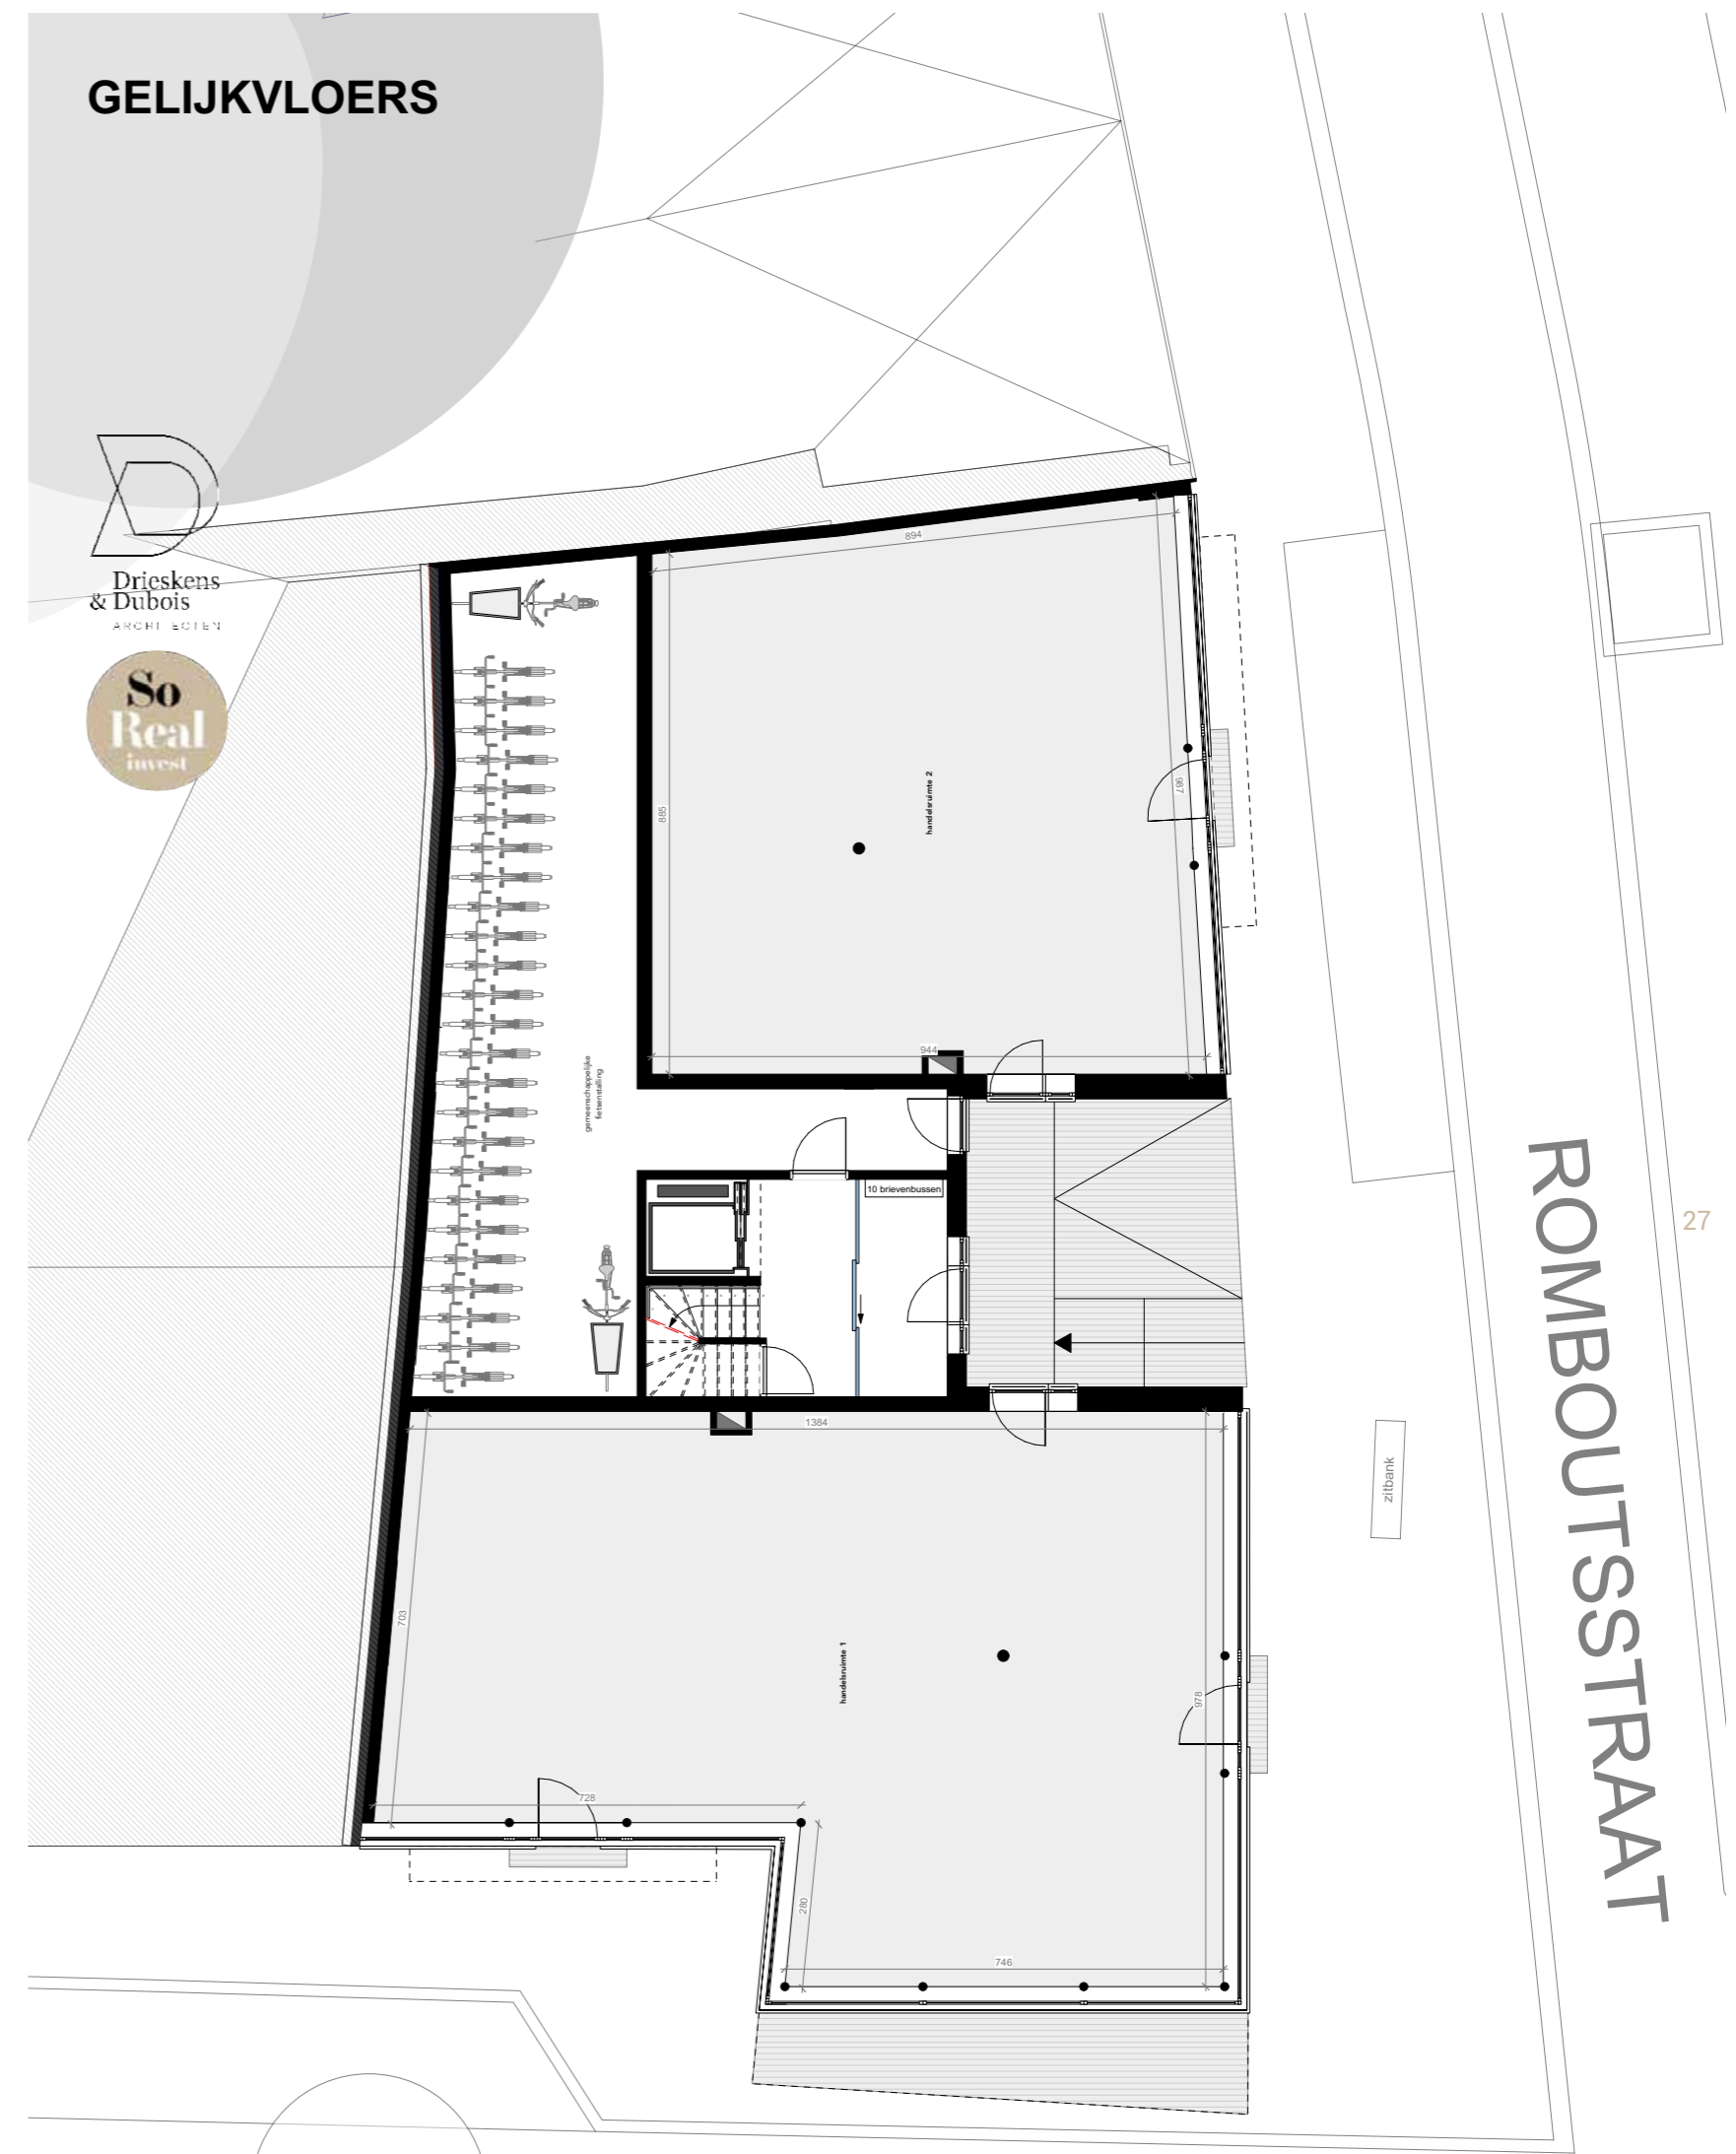 GELIJKVLOERS
Drieskens
& Dubois
ARCHITECTEN
So
Real
invest
894
885
handelsruimte 2
967
944
gemeenschappelijke
fietsenstalling
10 brievenbussen
1384
zitbank
703
handelsruimte 1
978
728
280
746
ROMBOUTSSTRAAT
27